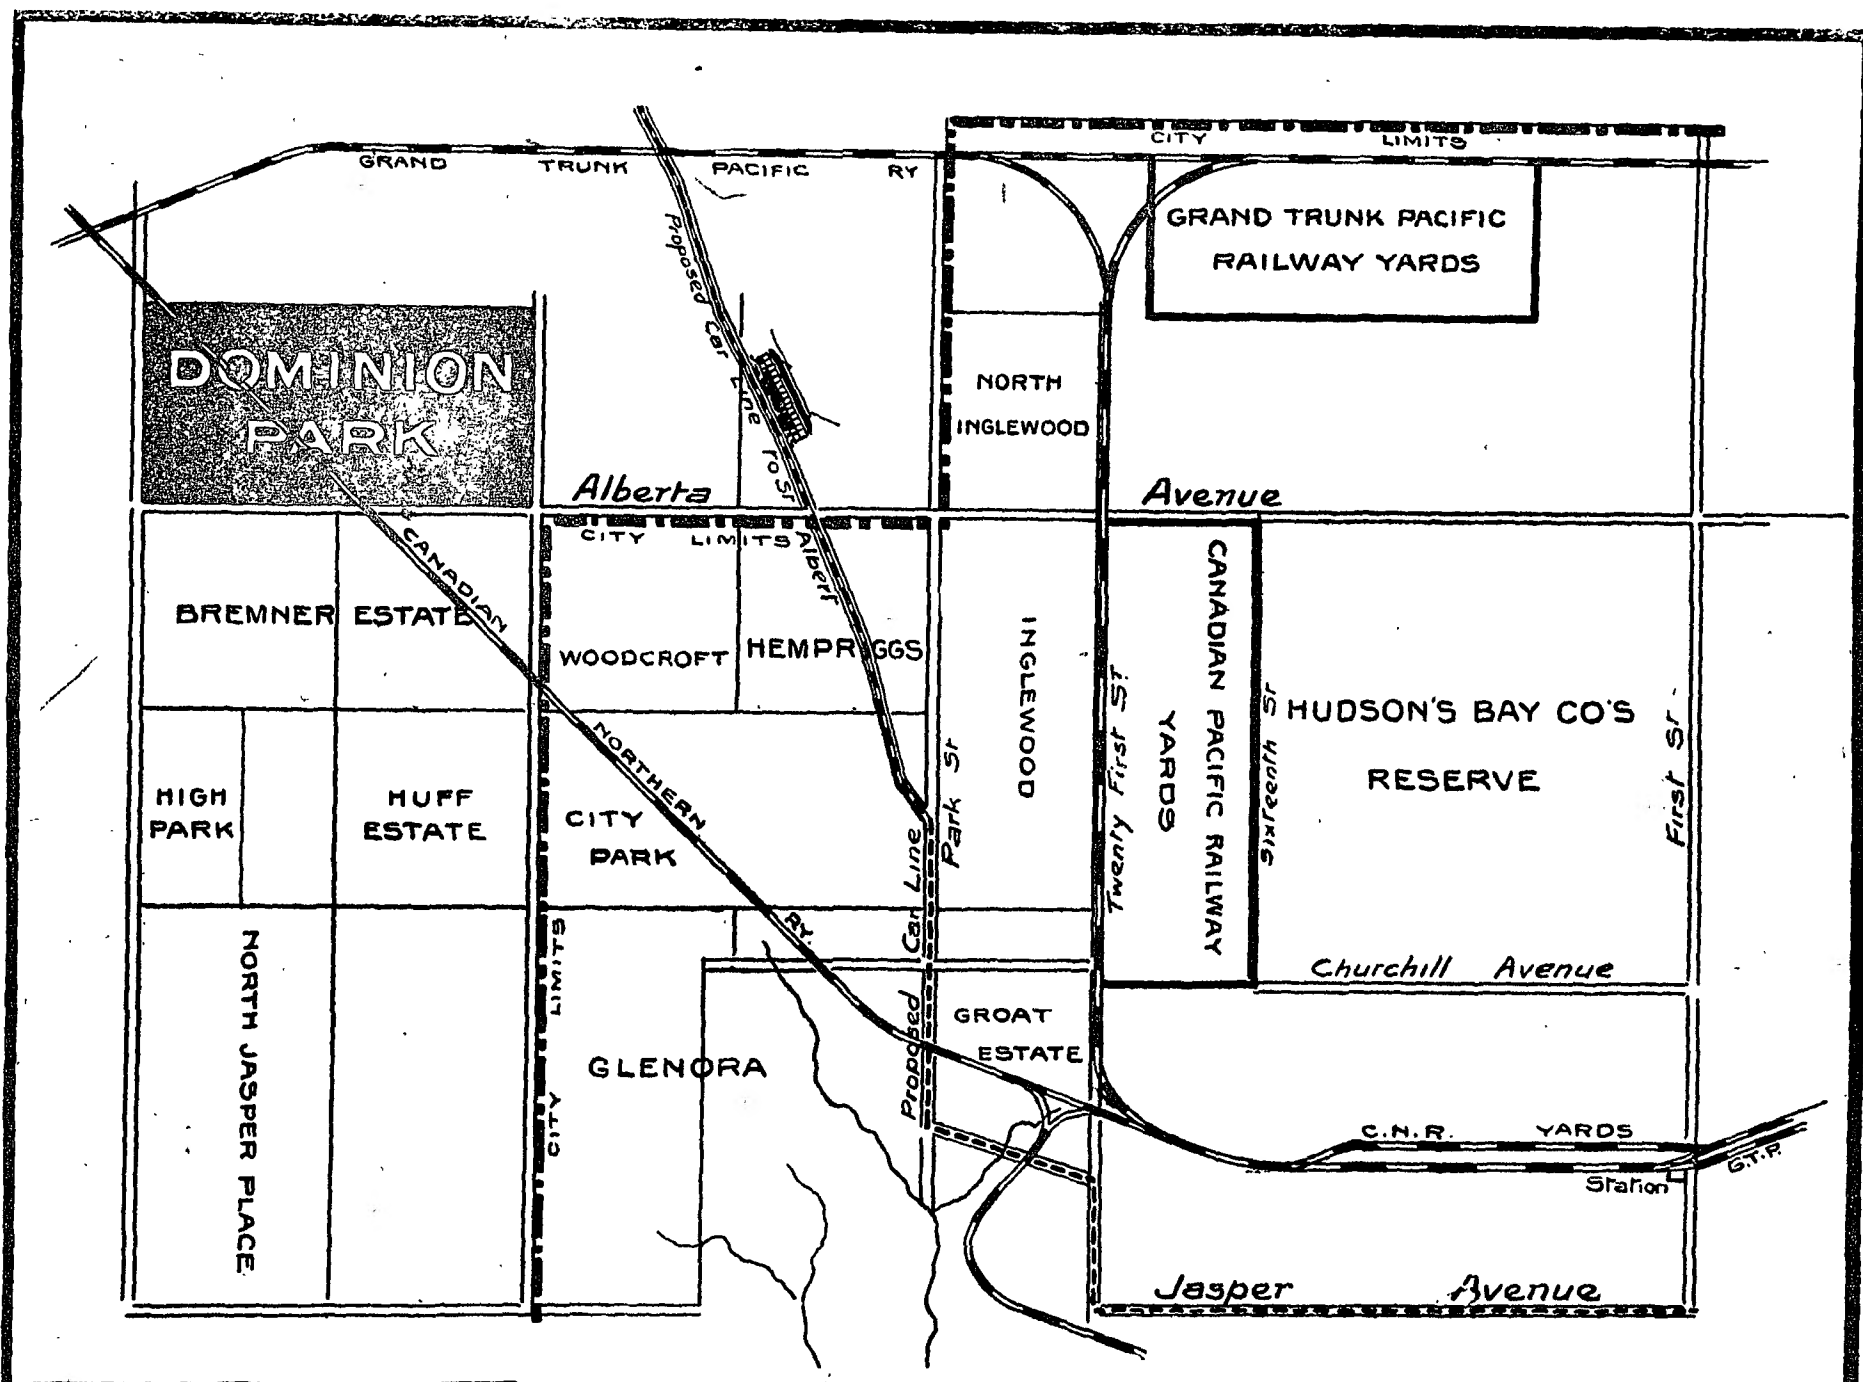 CITY LIMITS
GRAND TRUNK PACIFIC RY
GRAND TRUNK PACIFIC
RAILWAY YARDS
Proposed Car Line To St Albert
DOMINION
PARK
NORTH
INGLEWOOD
Alberta Avenue
CITY LIMITS
CANADIAN NORTHERN RY.
BREMNER ESTATE
WOODCROFT
HEMPRIGGS
INGLEWOOD
Twenty First ST
CANADIAN PACIFIC RAILWAY
YARDS
Sixteenth St
HUDSON'S BAY CO'S
RESERVE
First St
HIGH
PARK
HUFF
ESTATE
CITY
PARK
Park St
Proposed Car Line
NORTH JASPER PLACE
CITY LIMITS
Churchill Avenue
GROAT
ESTATE
GLENORA
C.N.R. YARDS
G.T.P.
Station
Jasper Avenue